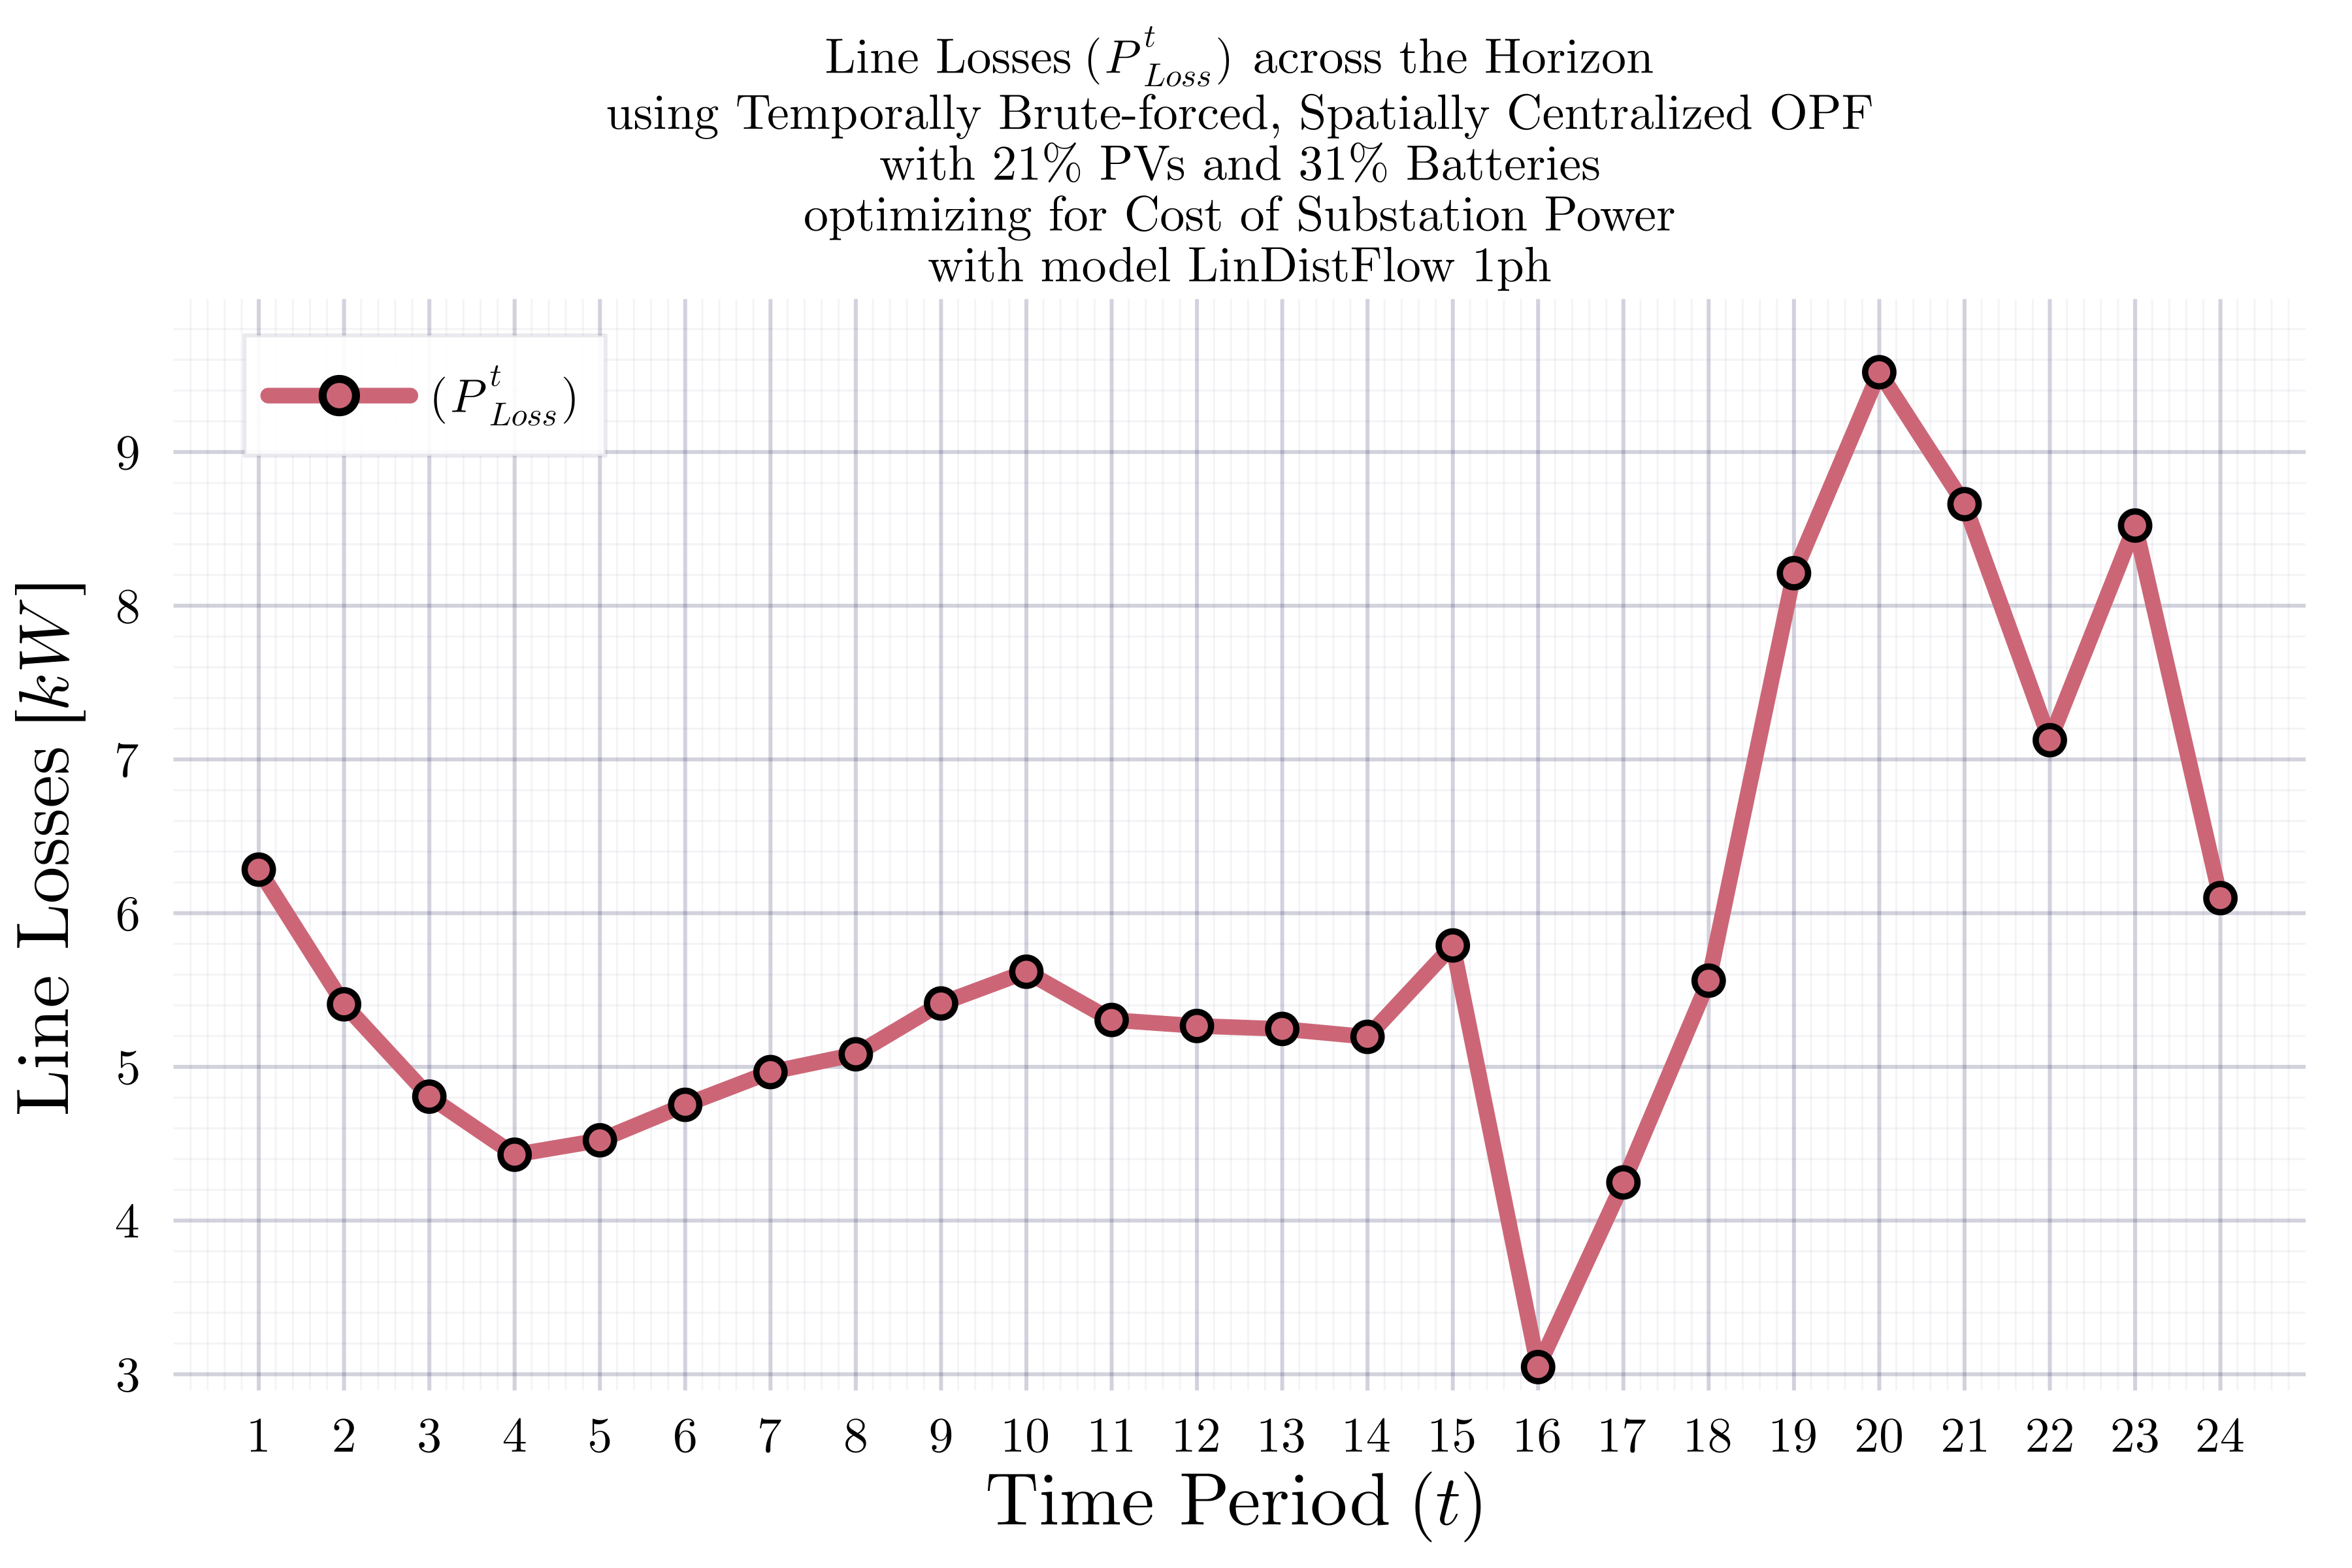 Line Losses (P^t_Loss) across the Horizon
using Temporally Brute-forced, Spatially Centralized OPF
with 21% PVs and 31% Batteries
optimizing for Cost of Substation Power
with model LinDistFlow 1ph
(P^t_Loss)
Line Losses [kW]
9
8
7
6
5
4
3
1 2 3 4 5 6 7 8 9 10 11 12 13 14 15 16 17 18 19 20 21 22 23 24
Time Period (t)